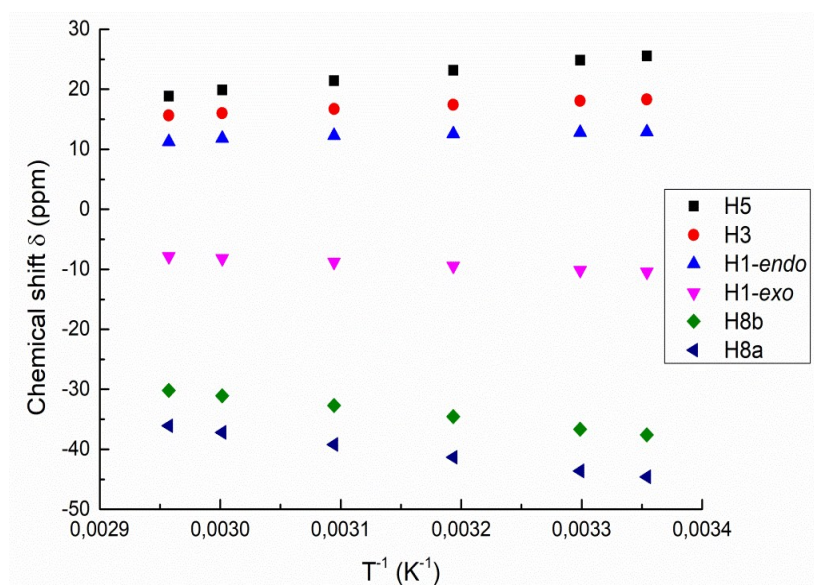 Chemical shift δ (ppm)
30
20
10
0
-10
-20
-30
-40
-50
H5
H3
H1-endo
H1-exo
H8b
H8a
0,0029
0,0030
0,0031
0,0032
0,0033
0,0034
T⁻¹ (K⁻¹)